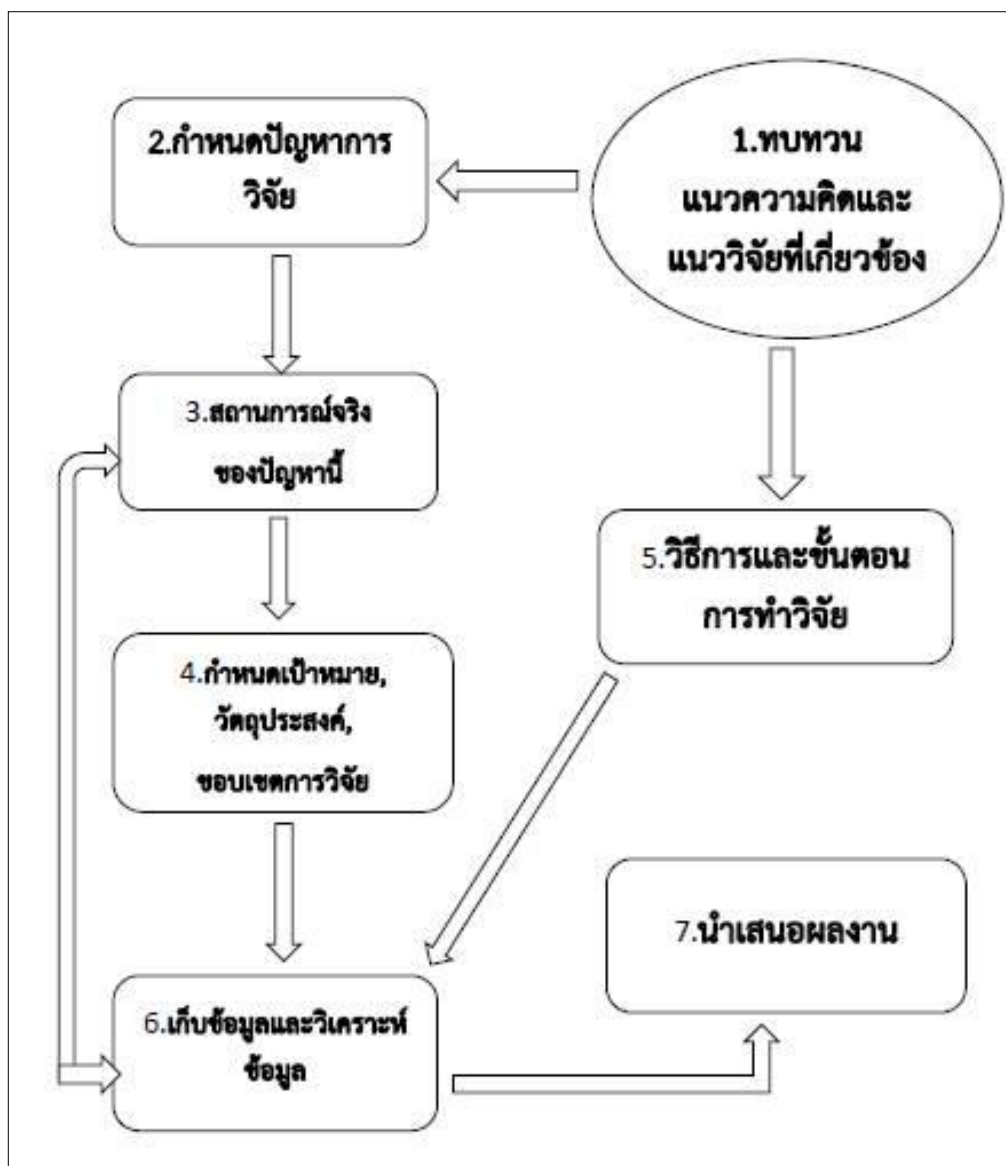 1.ทบทวน
แนวความคิดและ
แนววิจัยที่เกี่ยวข้อง
2.กำหนดปัญหาการ
วิจัย
3.สถานการณ์จริง
ของปัญหานี้
4.กำหนดเป้าหมาย,
วัตถุประสงค์,
ขอบเขตการวิจัย
5.วิธีการและขั้นตอน
การทำวิจัย
6.เก็บข้อมูลและวิเคราะห์
ข้อมูล
7.นำเสนอผลงาน